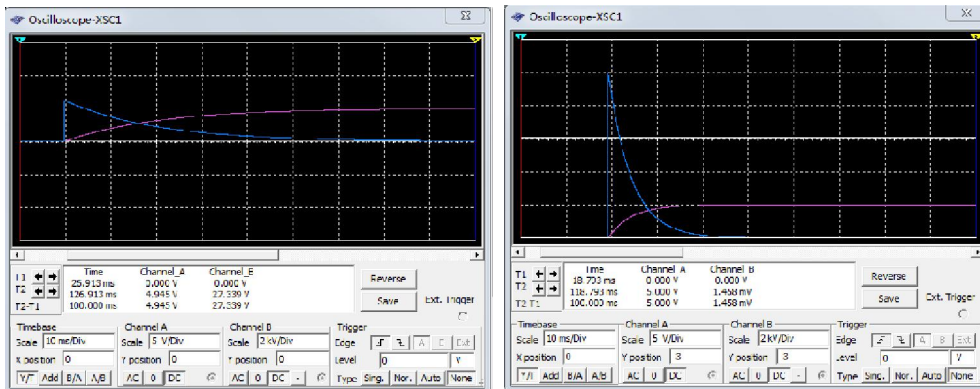 Oscilloscope-XSC1
T1
T2
T2-T1
Time Channel_A Channel_B
25.913 ms 0.000 V 0.000 V
126.913 ms 4.945 V 27.339 V
100.000 ms 4.945 V 27.339 V
Reverse
Save
Ext. Trigger
Timebase
Scale 10 ms/Div
X position 0
Y/T Add B/A A/B
Channel A
Scale 5 V/Div
Y position 0
AC 0 DC
Channel B
Scale 2 kV/Div
Y position 0
AC 0 DC -
Trigger
Edge A Ext
Level 0 V
Type Sing. Nor. Auto None
Oscilloscope-XSC1
T1
T2
T2-T1
Time Channel_A Channel_B
18.793 ms 0.000 V 0.000 V
118.793 ms 5.000 V 1.458 mV
100.000 ms 5.000 V 1.458 mV
Reverse
Save
Ext. Trigger
Timebase
Scale 10 ms/Div
X position 0
Y/T Add B/A A/B
Channel A
Scale 5 V/Div
Y position -3
AC 0 DC
Channel B
Scale 2 kV/Div
Y position -3
AC 0 DC -
Trigger
Edge A B Ext
Level 0 V
Type Sing. Nor. Auto None